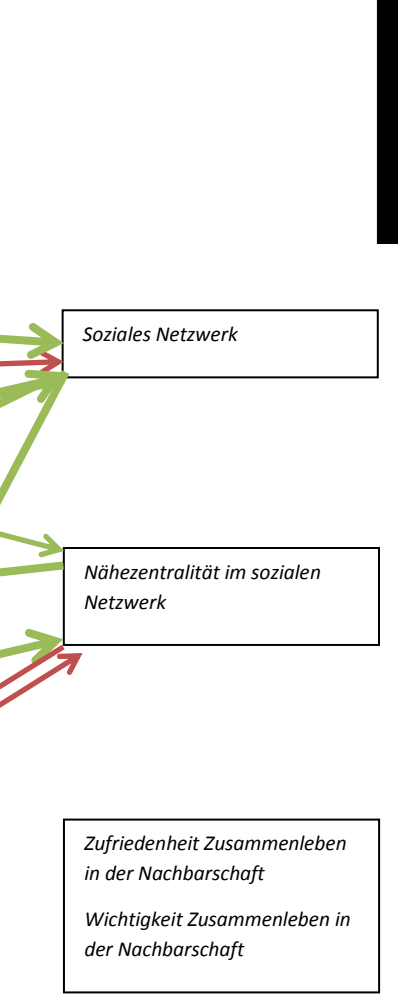 Soziales Netzwerk
Nähezentralität im sozialen
Netzwerk
Zufriedenheit Zusammenleben
in der Nachbarschaft
Wichtigkeit Zusammenleben in
der Nachbarschaft